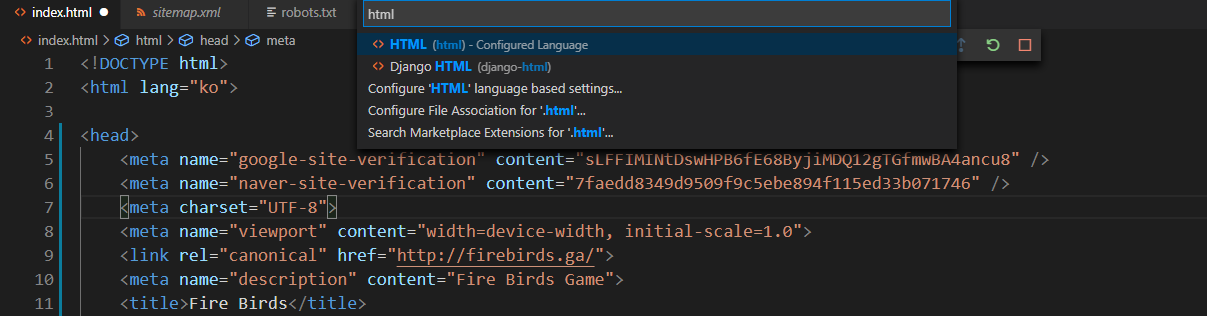 index.html
sitemap.xml
robots.txt
html
index.html > html > head > meta
HTML (html) - Configured Language
Django HTML (django-html)
Configure 'HTML' language based settings...
Configure File Association for '.html'...
Search Marketplace Extensions for '.html'...
1 <!DOCTYPE html>
2 <html lang="ko">
3
4 <head>
5 <meta name="google-site-verification" content="sLFFIMINtDswHPB6fE68ByjiMDQ12gTGfmwBA4ancu8" />
6 <meta name="naver-site-verification" content="7faedd8349d9509f9c5ebe894f115ed33b071746" />
7 <meta charset="UTF-8">
8 <meta name="viewport" content="width=device-width, initial-scale=1.0">
9 <link rel="canonical" href="http://firebirds.ga/">
10 <meta name="description" content="Fire Birds Game">
11 <title>Fire Birds</title>